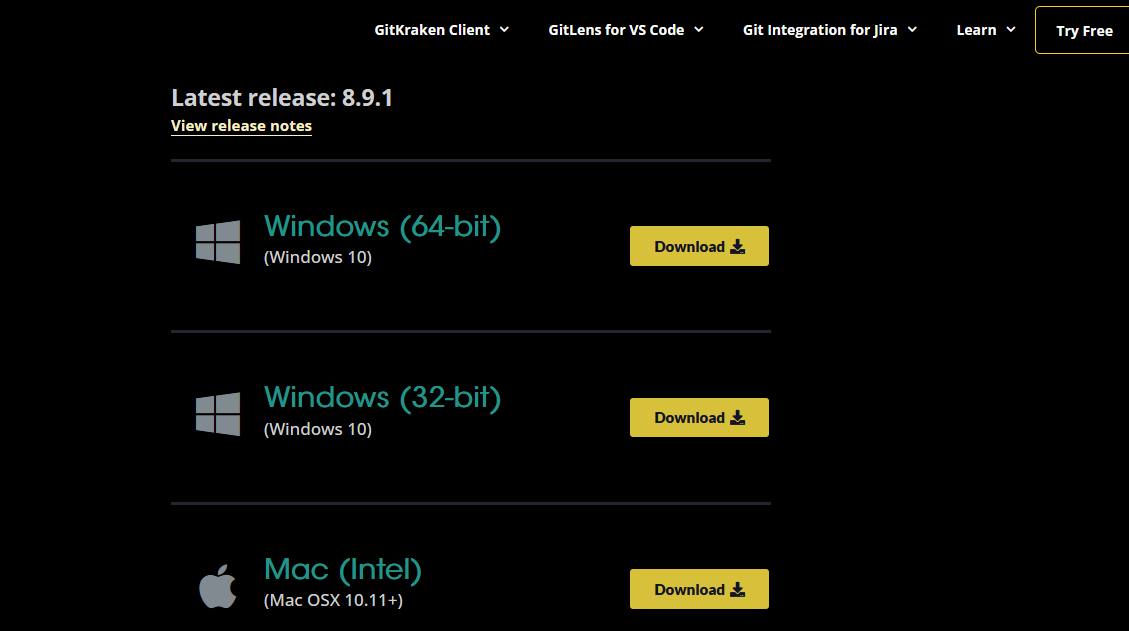 GitKraken Client
GitLens for VS Code
Git Integration for Jira
Learn
Try Free
Latest release: 8.9.1
View release notes
Windows (64-bit)
(Windows 10)
Download
Windows (32-bit)
(Windows 10)
Download
Mac (Intel)
(Mac OSX 10.11+)
Download